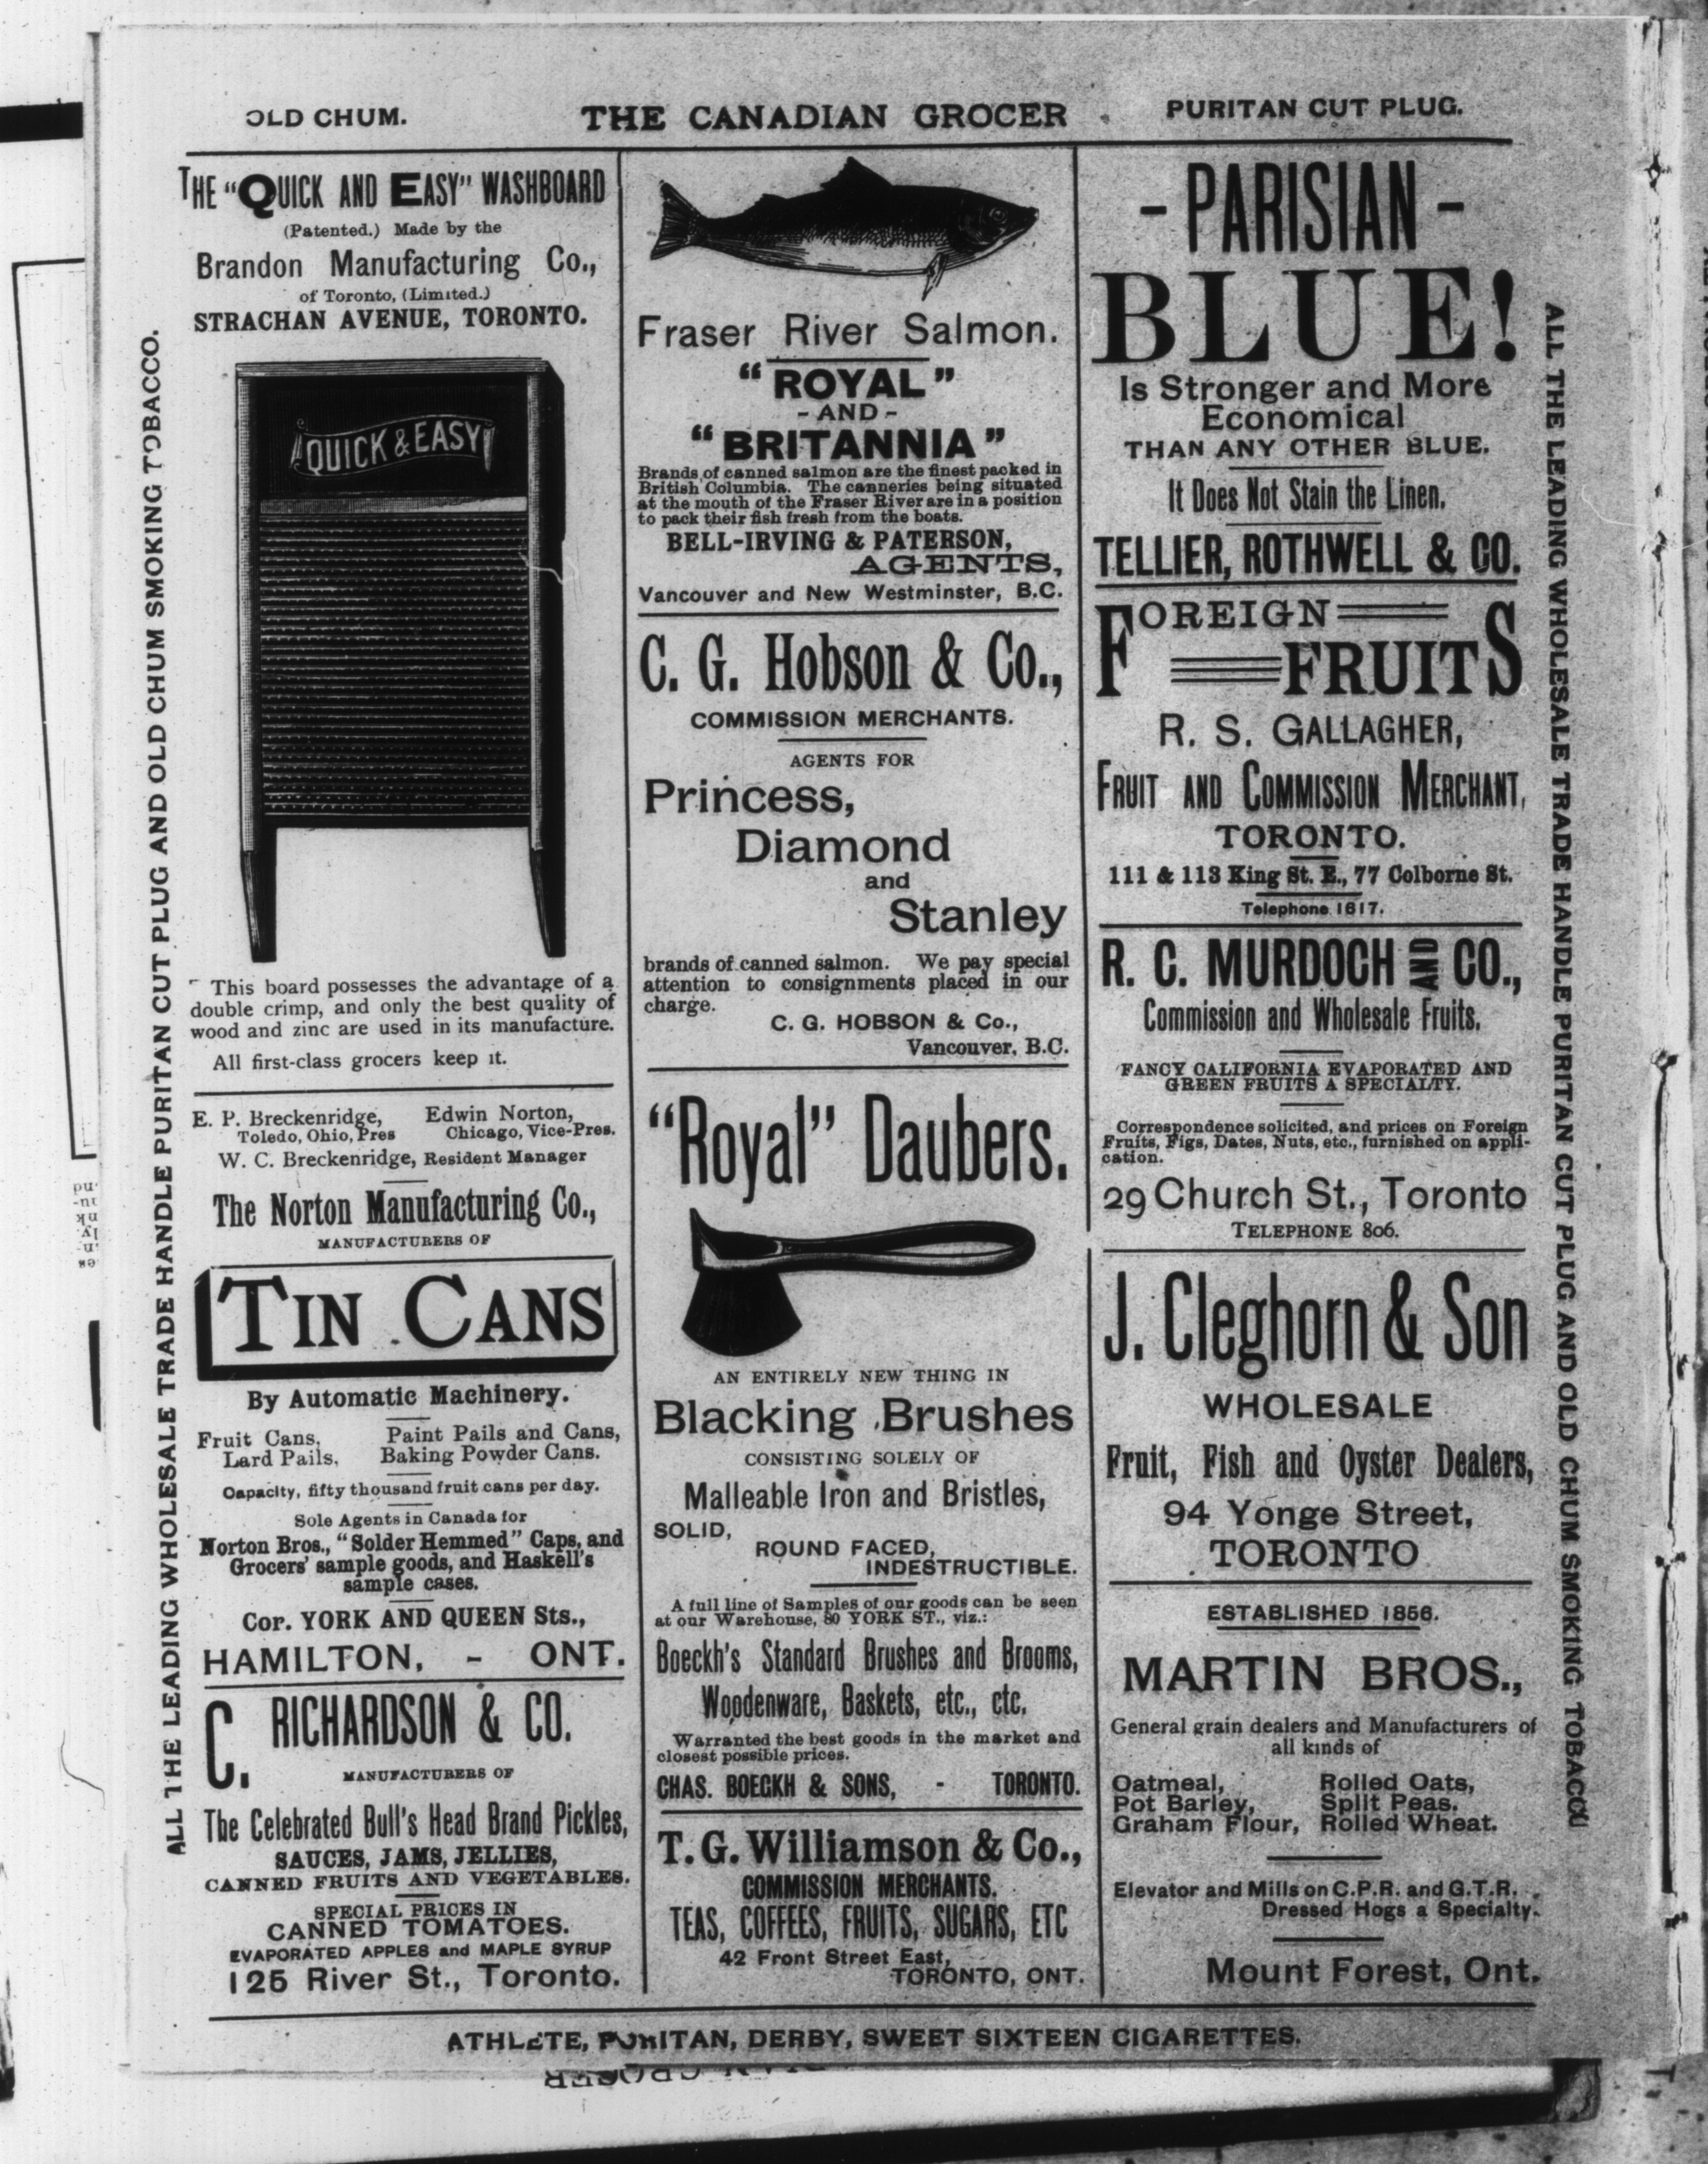 OLD CHUM.
THE CANADIAN GROCER
PURITAN CUT PLUG.
ALL THE LEADING WHOLESALE TRADE HANDLE PURITAN CUT PLUG AND OLD CHUM SMOKING TOBACCO.
THE "QUICK AND EASY" WASHBOARD
(Patented.) Made by the
Brandon Manufacturing Co.,
of Toronto, (Limited.)
STRACHAN AVENUE, TORONTO.
QUICK & EASY
This board possesses the advantage of a
double crimp, and only the best quality of
wood and zinc are used in its manufacture.
All first-class grocers keep it.
E. P. Breckenridge, Edwin Norton,
Toledo, Ohio, Pres Chicago, Vice-Pres.
W. C. Breckenridge, Resident Manager
The Norton Manufacturing Co.,
MANUFACTURERS OF
TIN CANS
By Automatic Machinery.
Fruit Cans, Paint Pails and Cans,
Lard Pails, Baking Powder Cans.
Capacity, fifty thousand fruit cans per day.
Sole Agents in Canada for
Norton Bros., "Solder Hemmed" Caps, and
Grocers' sample goods, and Haskell's
sample cases.
Cor. YORK AND QUEEN Sts.,
HAMILTON, - ONT.
C. RICHARDSON & CO.
MANUFACTURERS OF
The Celebrated Bull's Head Brand Pickles,
SAUCES, JAMS, JELLIES,
CANNED FRUITS AND VEGETABLES.
SPECIAL PRICES IN
CANNED TOMATOES.
EVAPORATED APPLES and MAPLE SYRUP
125 River St., Toronto.
Fraser River Salmon.
"ROYAL"
-AND-
"BRITANNIA"
Brands of canned salmon are the finest packed in
British Columbia. The canneries being situated
at the mouth of the Fraser River are in a position
to pack their fish fresh from the boats.
BELL-IRVING & PATERSON,
AGENTS,
Vancouver and New Westminster, B.C.
C. G. Hobson & Co.,
COMMISSION MERCHANTS.
AGENTS FOR
Princess,
Diamond
and
Stanley
brands of canned salmon. We pay special
attention to consignments placed in our
charge.
C. G. HOBSON & Co.,
Vancouver, B.C.
"Royal" Daubers.
AN ENTIRELY NEW THING IN
Blacking Brushes
CONSISTING SOLELY OF
Malleable Iron and Bristles,
SOLID,
ROUND FACED,
INDESTRUCTIBLE.
A full line of Samples of our goods can be seen
at our Warehouse, 80 YORK ST., viz.:
Boeckh's Standard Brushes and Brooms,
Woodenware, Baskets, etc., etc.
Warranted the best goods in the market and
closest possible prices.
CHAS. BOECKH & SONS, - TORONTO.
T. G. Williamson & Co.,
COMMISSION MERCHANTS.
TEAS, COFFEES, FRUITS, SUGARS, ETC
42 Front Street East,
TORONTO, ONT.
- PARISIAN -
BLUE!
Is Stronger and More
Economical
THAN ANY OTHER BLUE.
It Does Not Stain the Linen.
TELLIER, ROTHWELL & CO.
FOREIGN
FRUITS
R. S. GALLAGHER,
FRUIT AND COMMISSION MERCHANT,
TORONTO.
111 & 113 King St. E., 77 Colborne St.
Telephone 1617.
R. C. MURDOCH AND CO.,
Commission and Wholesale Fruits.
FANCY CALIFORNIA EVAPORATED AND
GREEN FRUITS A SPECIALTY.
Correspondence solicited, and prices on Foreign
Fruits, Figs, Dates, Nuts, etc., furnished on appli-
cation.
29 Church St., Toronto
TELEPHONE 806.
J. Cleghorn & Son
WHOLESALE
Fruit, Fish and Oyster Dealers,
94 Yonge Street,
TORONTO
ESTABLISHED 1856.
MARTIN BROS.,
General grain dealers and Manufacturers of
all kinds of
Oatmeal, Rolled Oats,
Pot Barley, Split Peas.
Graham Flour, Rolled Wheat.
Elevator and Mills on C.P.R. and G.T.R.
Dressed Hogs a Specialty.
Mount Forest, Ont.
ALL THE LEADING WHOLESALE TRADE HANDLE PURITAN CUT PLUG AND OLD CHUM SMOKING TOBACCO
ATHLETE, PURITAN, DERBY, SWEET SIXTEEN CIGARETTES.